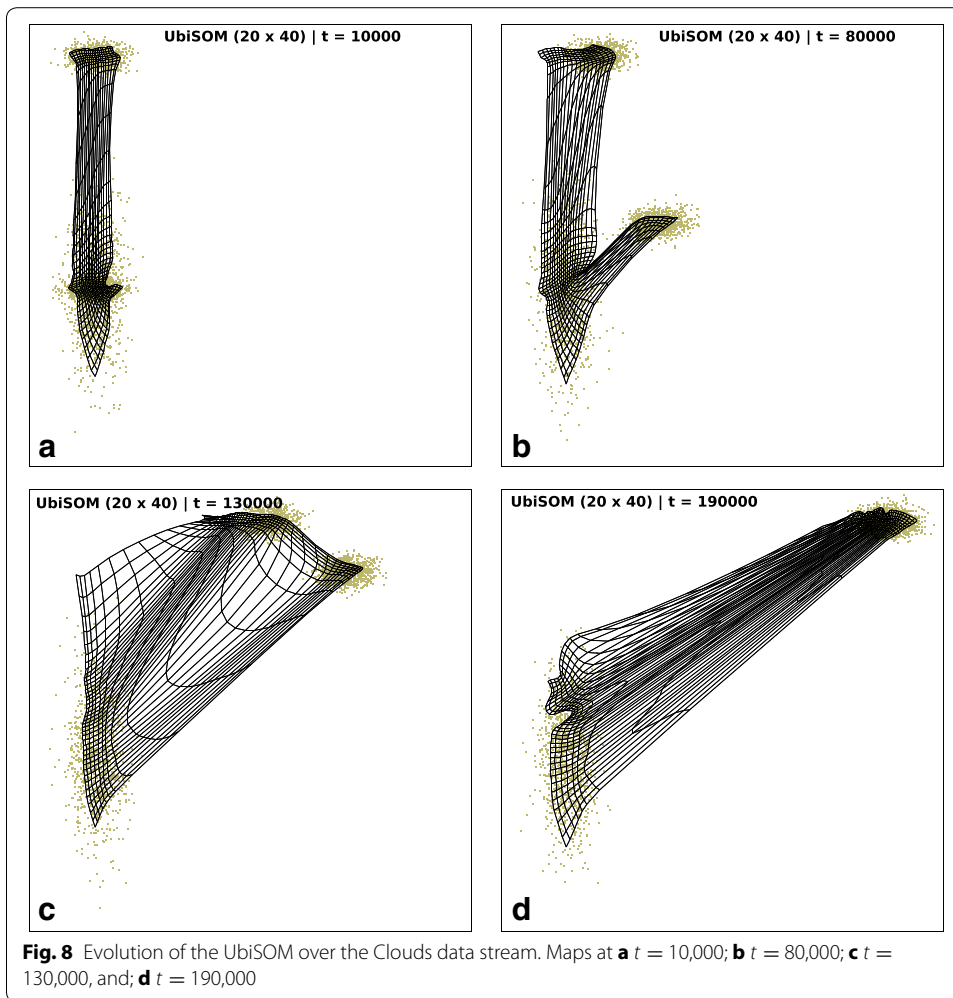 UbiSOM (20 x 40) | t = 10000
UbiSOM (20 x 40) | t = 80000
a
b
UbiSOM (20 x 40) | t = 130000
UbiSOM (20 x 40) | t = 190000
c
d
Fig. 8 Evolution of the UbiSOM over the Clouds data stream. Maps at a t = 10,000; b t = 80,000; c t =
130,000, and; d t = 190,000